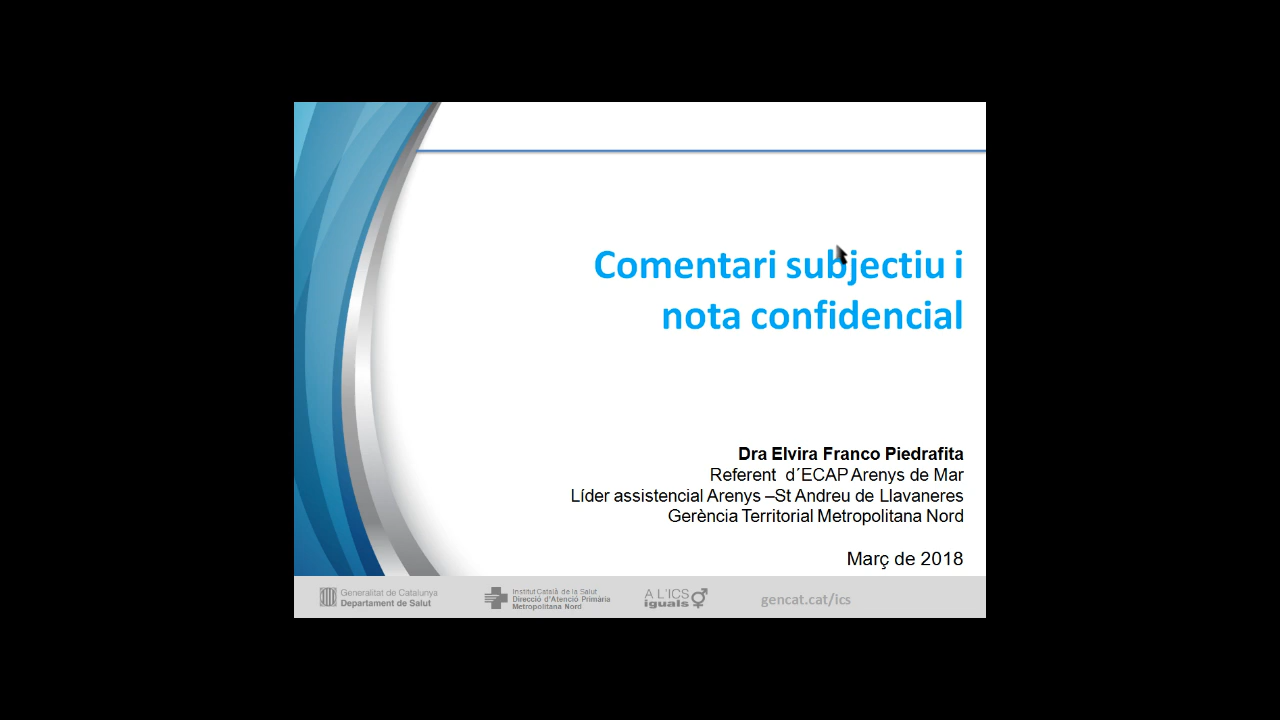 Comentari subjectiu i
nota confidencial
Dra Elvira Franco Piedrafita
Referent d´ECAP Arenys de Mar
Líder assistencial Arenys –St Andreu de Llavaneres
Gerència Territorial Metropolitana Nord
Març de 2018
Generalitat de Catalunya
Departament de Salut
Institut Català de la Salut
Direcció d'Atenció Primària
Metropolitana Nord
A L'ICS
iguals
gencat.cat/ics